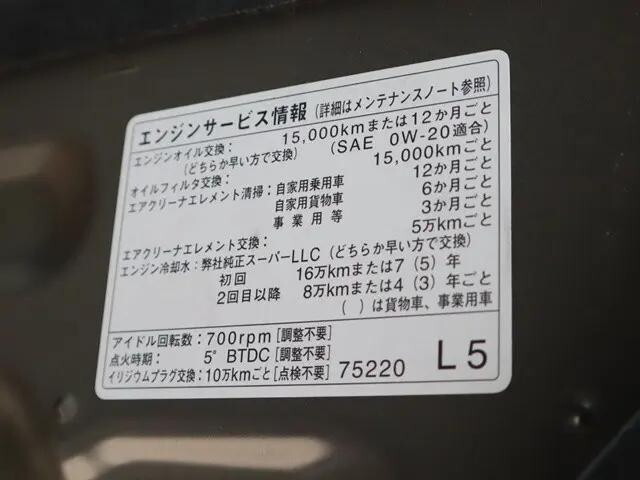 エンジンサービス情報 (詳細はメンテナンスノート参照)
エンジンオイル交換: 15,000kmまたは12か月ごと
(どちらか早い方で交換) (SAE 0W-20適合)
オイルフィルタ交換: 15,000kmごと
エアクリーナエレメント清掃:自家用乗用車 12か月ごと
自家用貨物車 6か月ごと
事業用等 3か月ごと
エアクリーナエレメント交換: 5万kmごと
エンジン冷却水:弊社純正スーパーLLC (どちらか早い方で交換)
初回 16万kmまたは7 (5) 年
2回目以降 8万kmまたは4 (3) 年ごと
( ) は貨物車、事業用車
アイドル回転数:700rpm [調整不要]
点火時期: 5° BTDC [調整不要]
イリジウムプラグ交換:10万kmごと [点検不要] 75220 L5